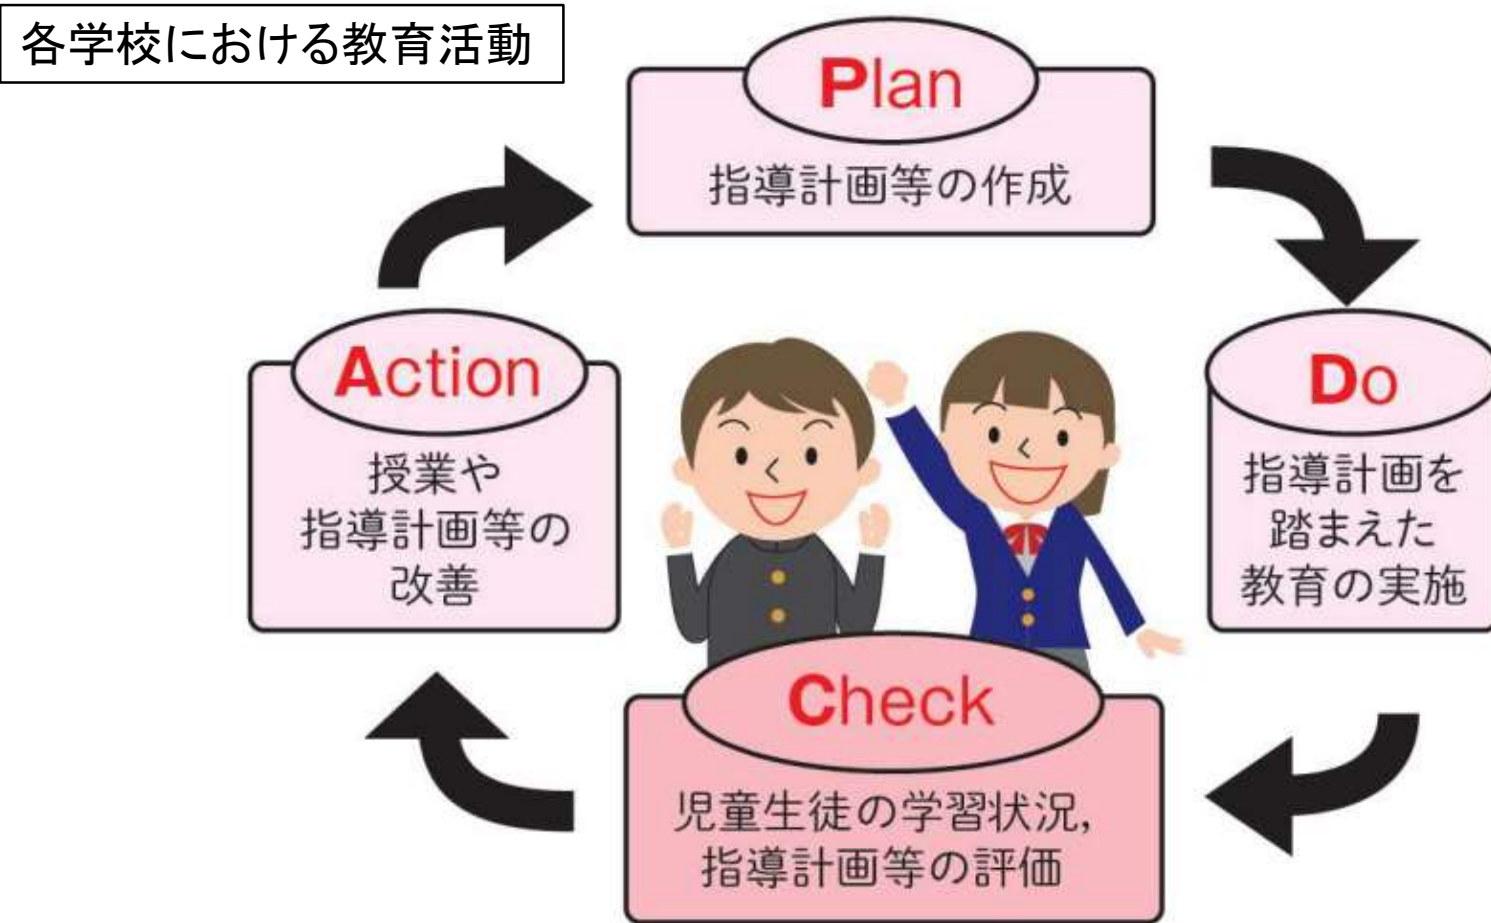 各学校における教育活動
Plan
指導計画等の作成
Action
授業や
指導計画等の
改善
Do
指導計画を
踏まえた
教育の実施
Check
児童生徒の学習状況,
指導計画等の評価